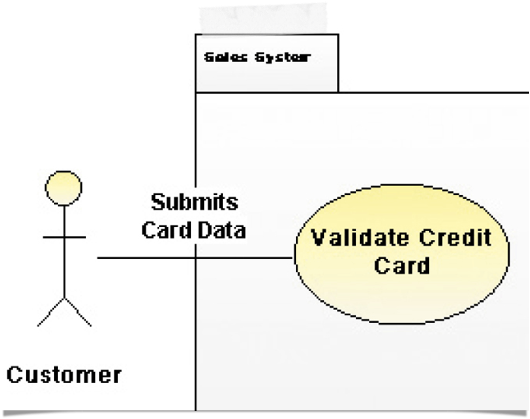 Sales System
Submits
Card Data
Validate Credit
Card
Customer